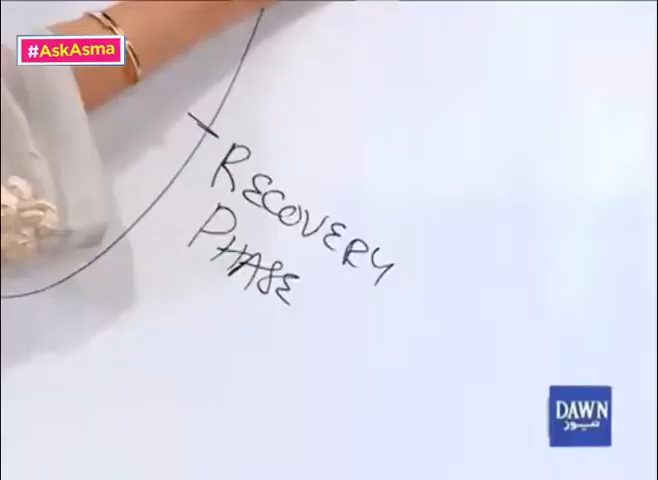 #AskAsma
RECOVERY
PHASE
DAWN
نیوز